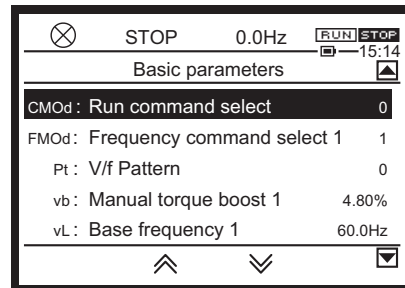 STOP 0.0Hz RUN STOP
15:14
Basic parameters
CMOd : Run command select 0
FMOd : Frequency command select 1 1
Pt : V/f Pattern 0
vb : Manual torque boost 1 4.80%
vL : Base frequency 1 60.0Hz